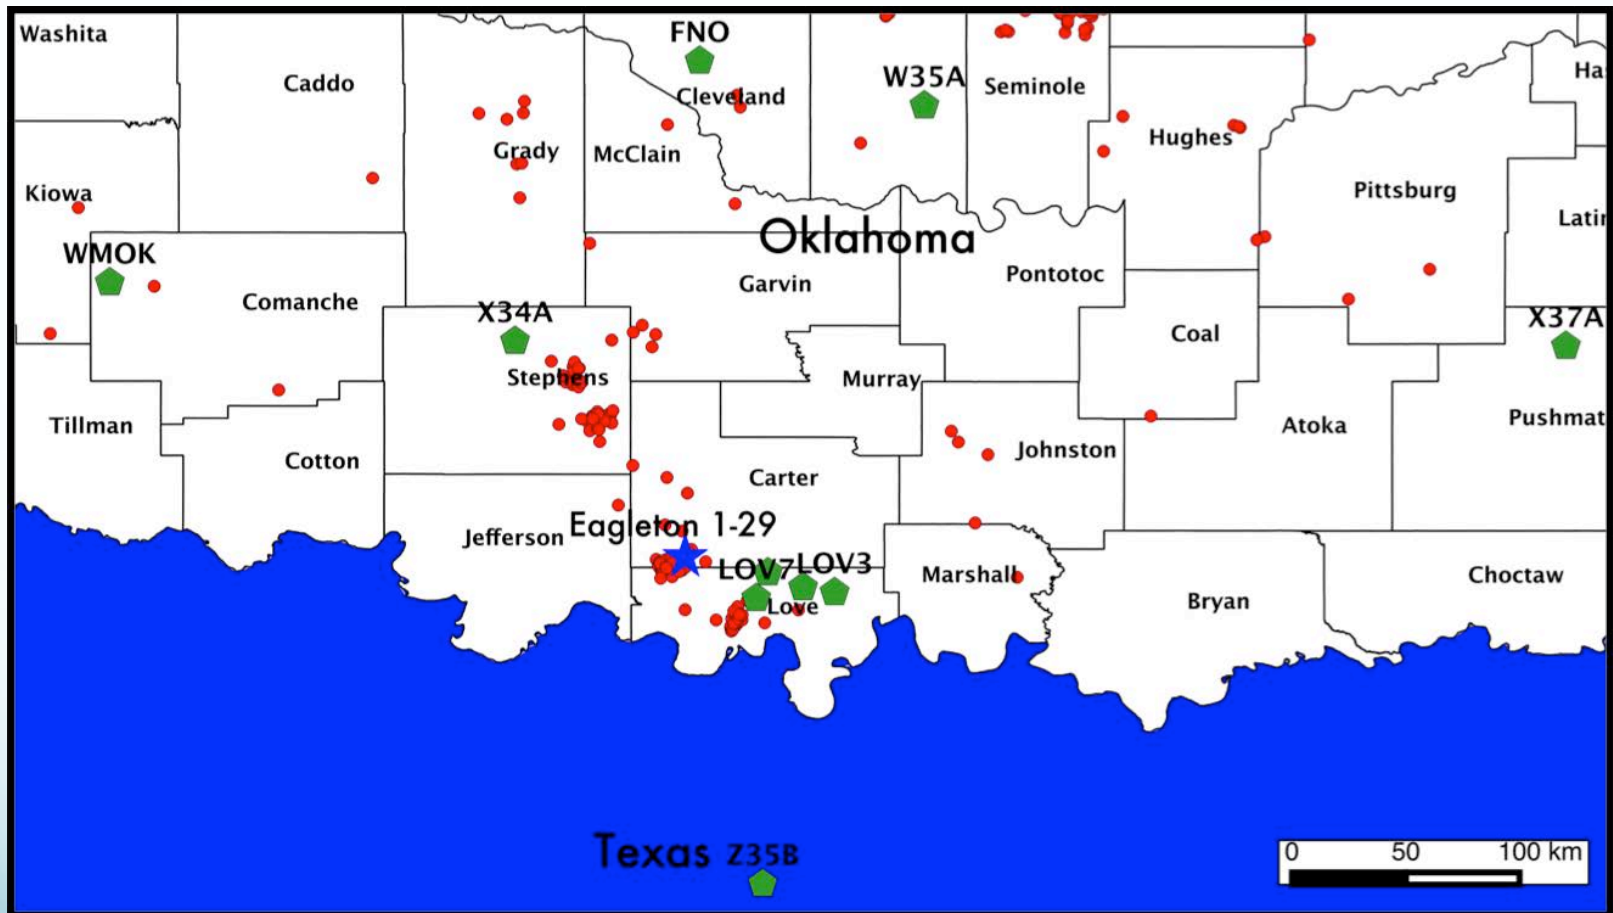 Washita
Caddo
FNO
Cleveland
W35A
Seminole
Has
Grady
McClain
Hughes
Kiowa
Pittsburg
Latin
WMOK
Oklahoma
Comanche
Garvin
Pontotoc
X34A
X37A
Coal
Stephens
Murray
Tillman
Pushmat
Cotton
Carter
Johnston
Atoka
Jefferson
Eagleton 1-29
LOV7 LOV3
Love
Marshall
Bryan
Choctaw
Texas Z35B
0 50 100 km